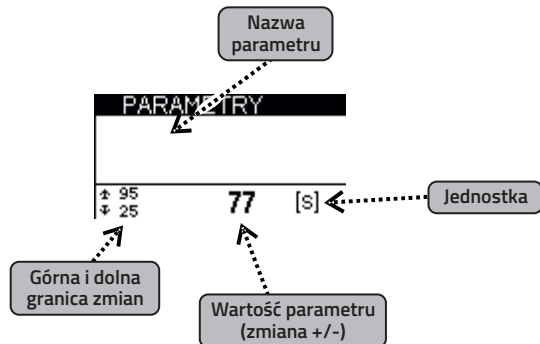 Nazwa
parametru
PARAMETRY
95
25
77
[s]
Jednostka
Górna i dolna
granica zmian
Wartość parametru
(zmiana +/-)